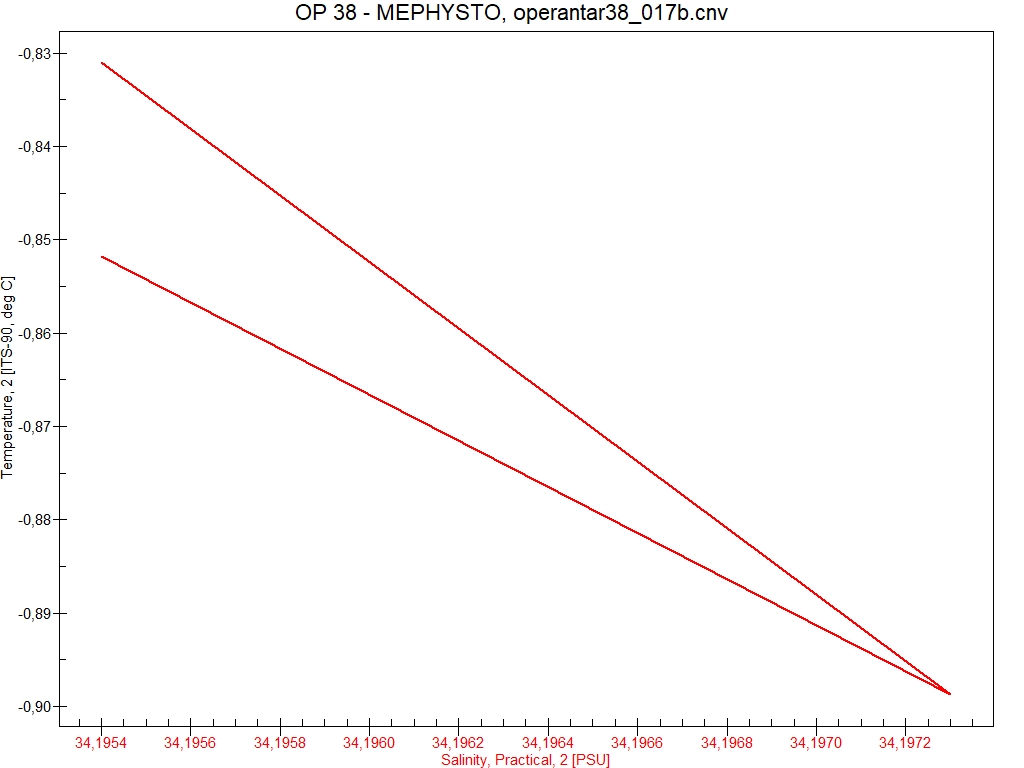 OP 38 - MEPHYSTO, operantar38_017b.cnv
-0,83
-0,84
-0,85
-0,86
-0,87
-0,88
-0,89
-0,90
Temperature, 2 [ITS-90, deg C]
34,1954 34,1956 34,1958 34,1960 34,1962 34,1964 34,1966 34,1968 34,1970 34,1972
Salinity, Practical, 2 [PSU]